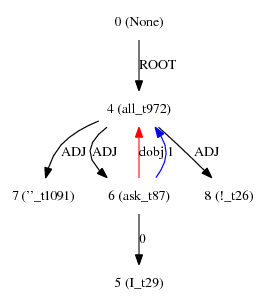 0 (None)
ROOT
4 (all_t972)
ADJ ADJ dobj 1 ADJ
7 (''_t1091) 6 (ask_t87) 8 (!_t26)
0
5 (I_t29)